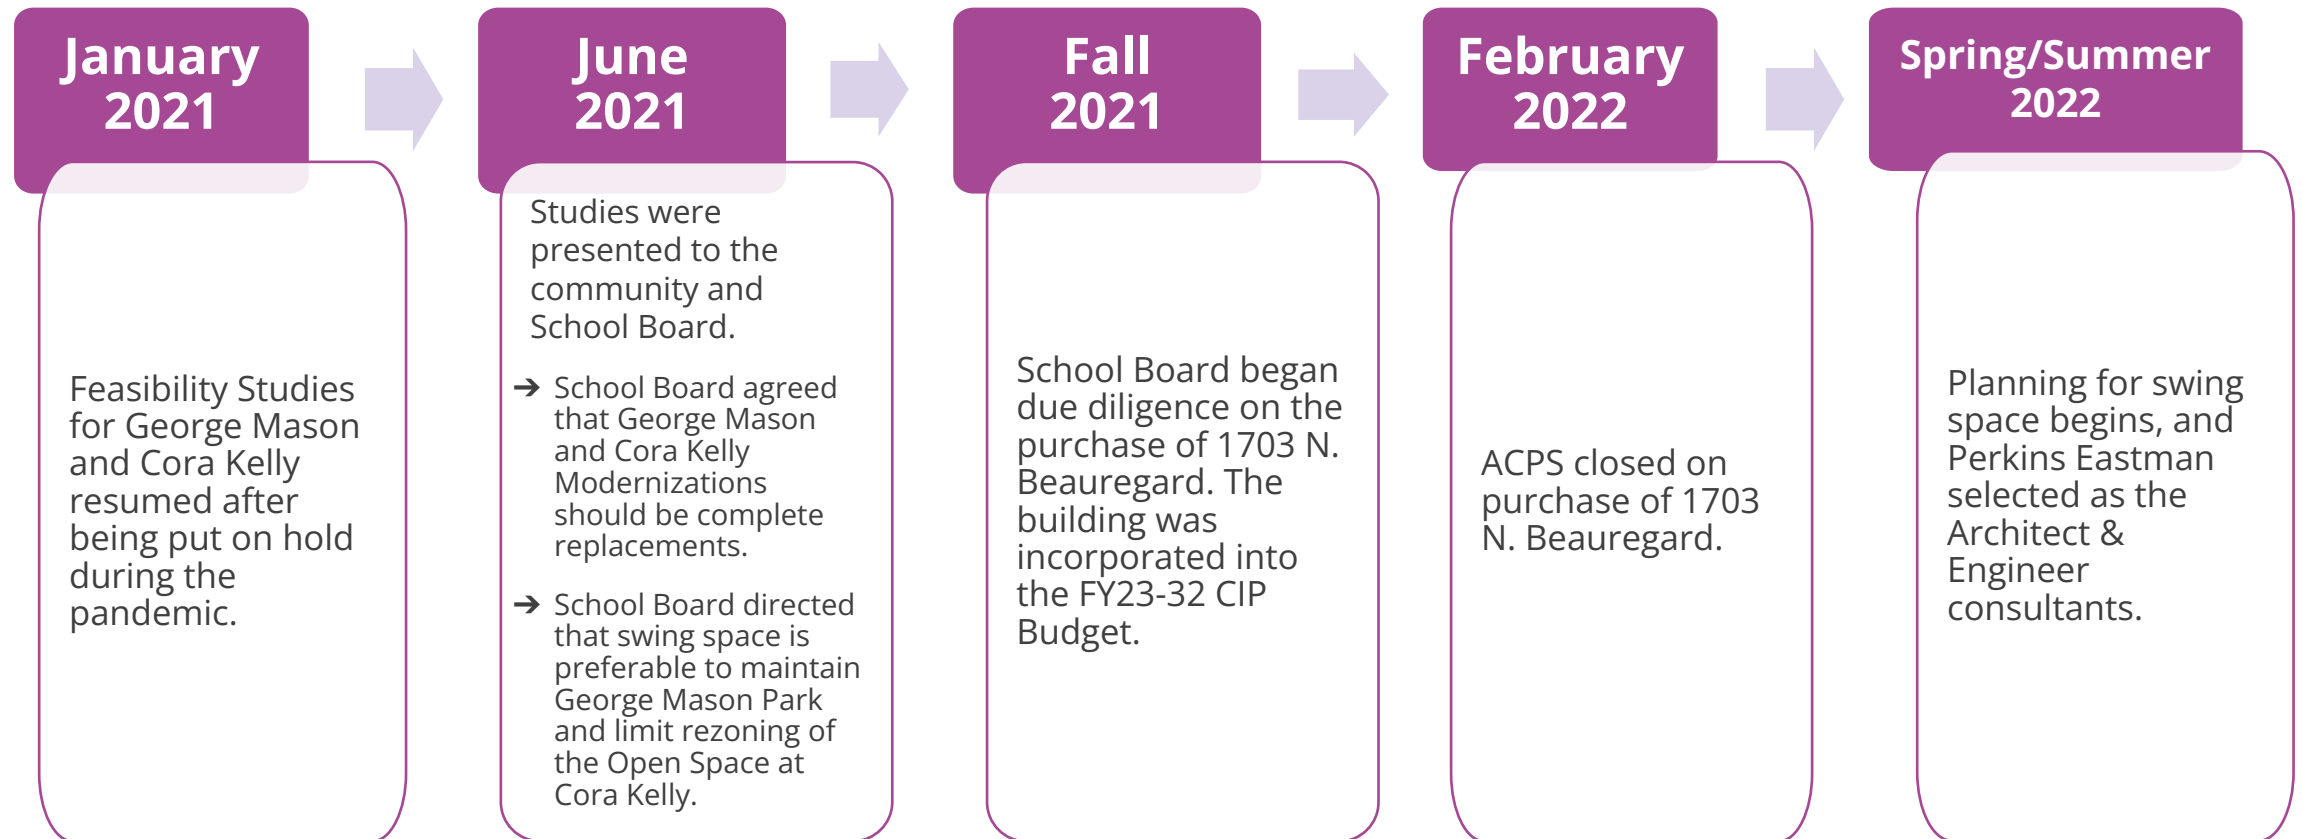 January
2021
Feasibility Studies
for George Mason
and Cora Kelly
resumed after
being put on hold
during the
pandemic.
June
2021
Studies were
presented to the
community and
School Board.
➔ School Board agreed
that George Mason
and Cora Kelly
Modernizations
should be complete
replacements.
➔ School Board directed
that swing space is
preferable to maintain
George Mason Park
and limit rezoning of
the Open Space at
Cora Kelly.
Fall
2021
School Board began
due diligence on the
purchase of 1703 N.
Beauregard. The
building was
incorporated into
the FY23-32 CIP
Budget.
February
2022
ACPS closed on
purchase of 1703
N. Beauregard.
Spring/Summer
2022
Planning for swing
space begins, and
Perkins Eastman
selected as the
Architect &
Engineer
consultants.